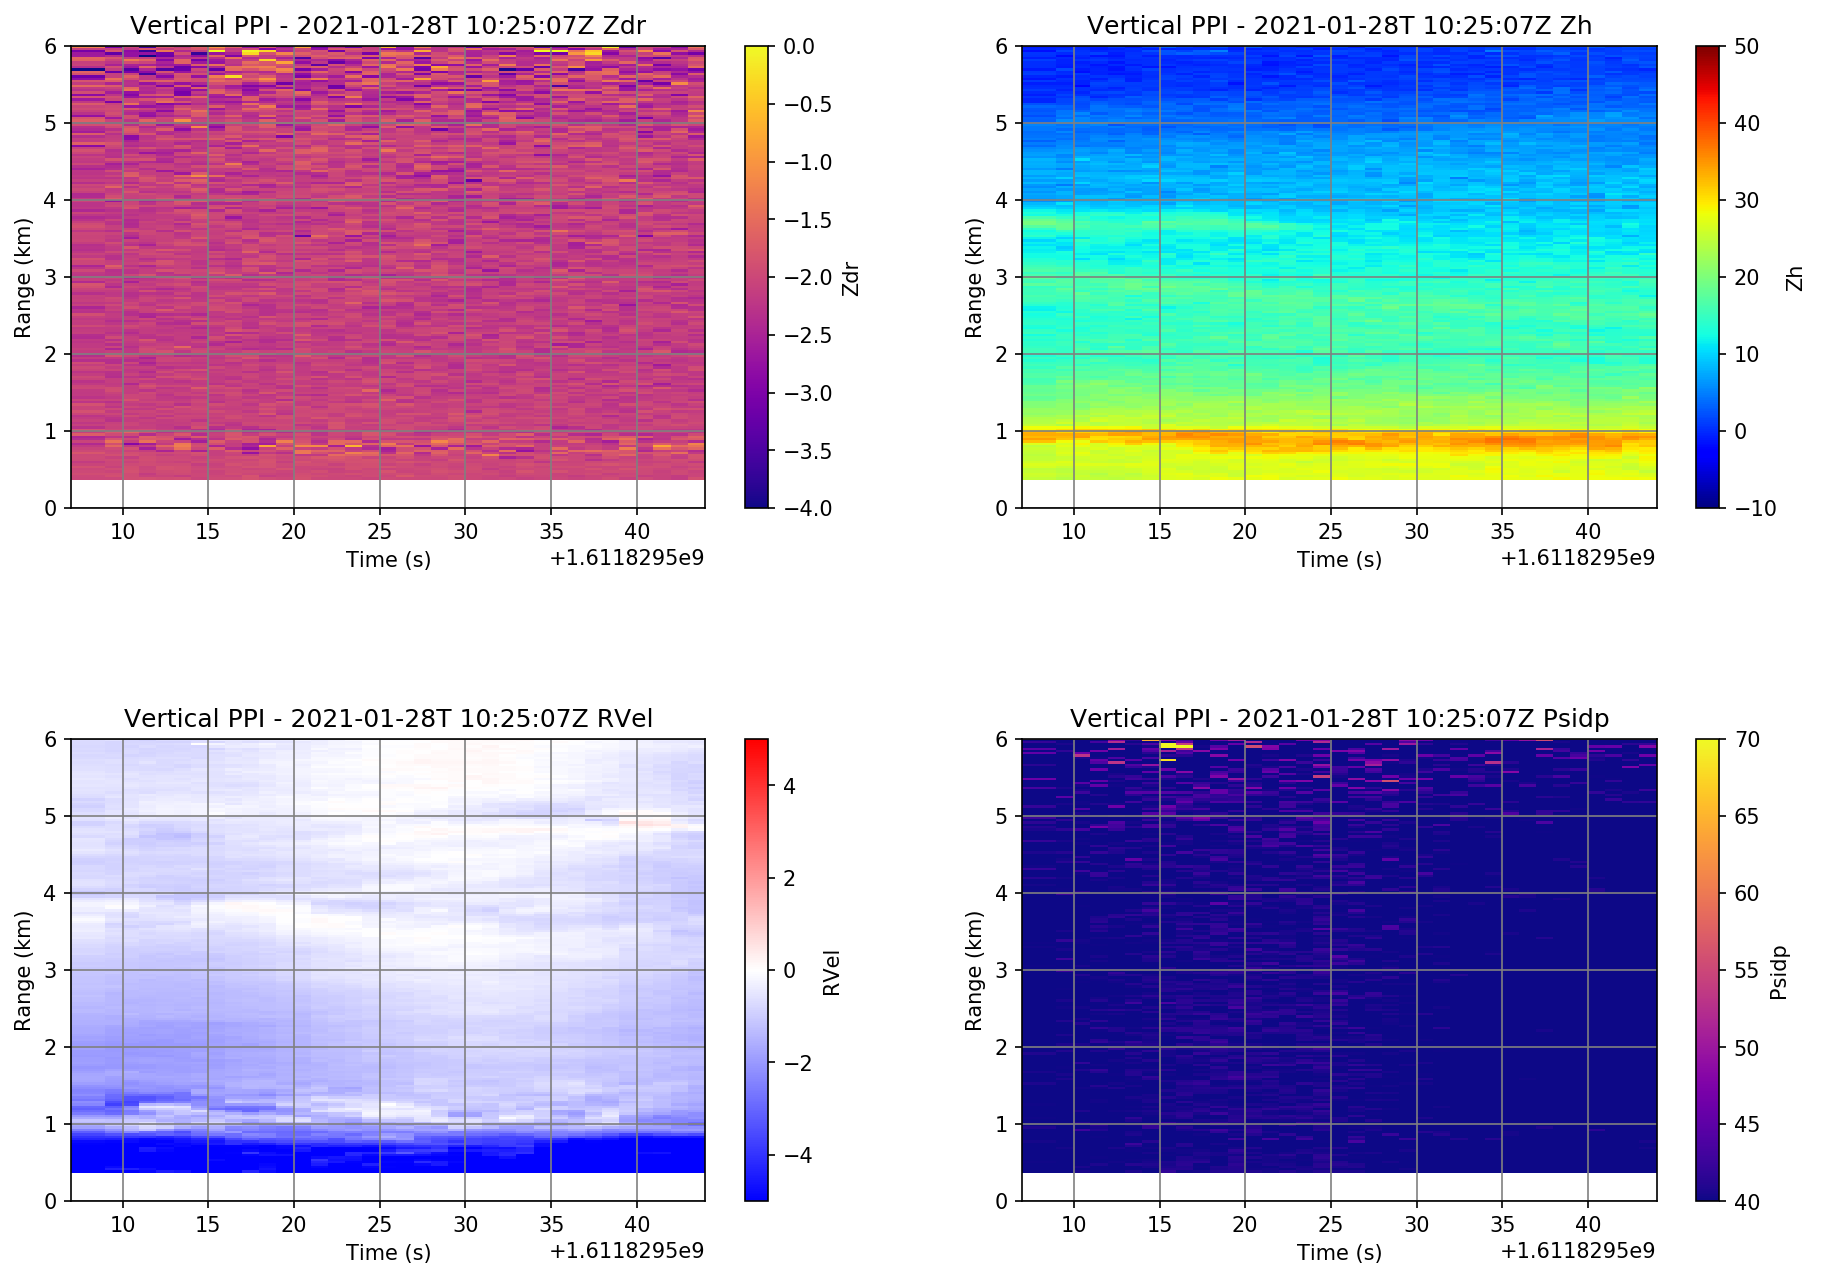 Vertical PPI - 2021-01-28T 10:25:07Z Zdr
6
5
4
3
2
1
0
Range (km)
10 15 20 25 30 35 40
Time (s)
+1.6118295e9
0.0
−0.5
−1.0
−1.5
−2.0
−2.5
−3.0
−3.5
−4.0
Zdr
Vertical PPI - 2021-01-28T 10:25:07Z Zh
6
5
4
3
2
1
0
Range (km)
10 15 20 25 30 35 40
Time (s)
+1.6118295e9
50
40
30
20
10
0
−10
Zh
Vertical PPI - 2021-01-28T 10:25:07Z RVel
6
5
4
3
2
1
0
Range (km)
10 15 20 25 30 35 40
Time (s)
+1.6118295e9
4
2
0
−2
−4
RVel
Vertical PPI - 2021-01-28T 10:25:07Z Psidp
6
5
4
3
2
1
0
Range (km)
10 15 20 25 30 35 40
Time (s)
+1.6118295e9
70
65
60
55
50
45
40
Psidp